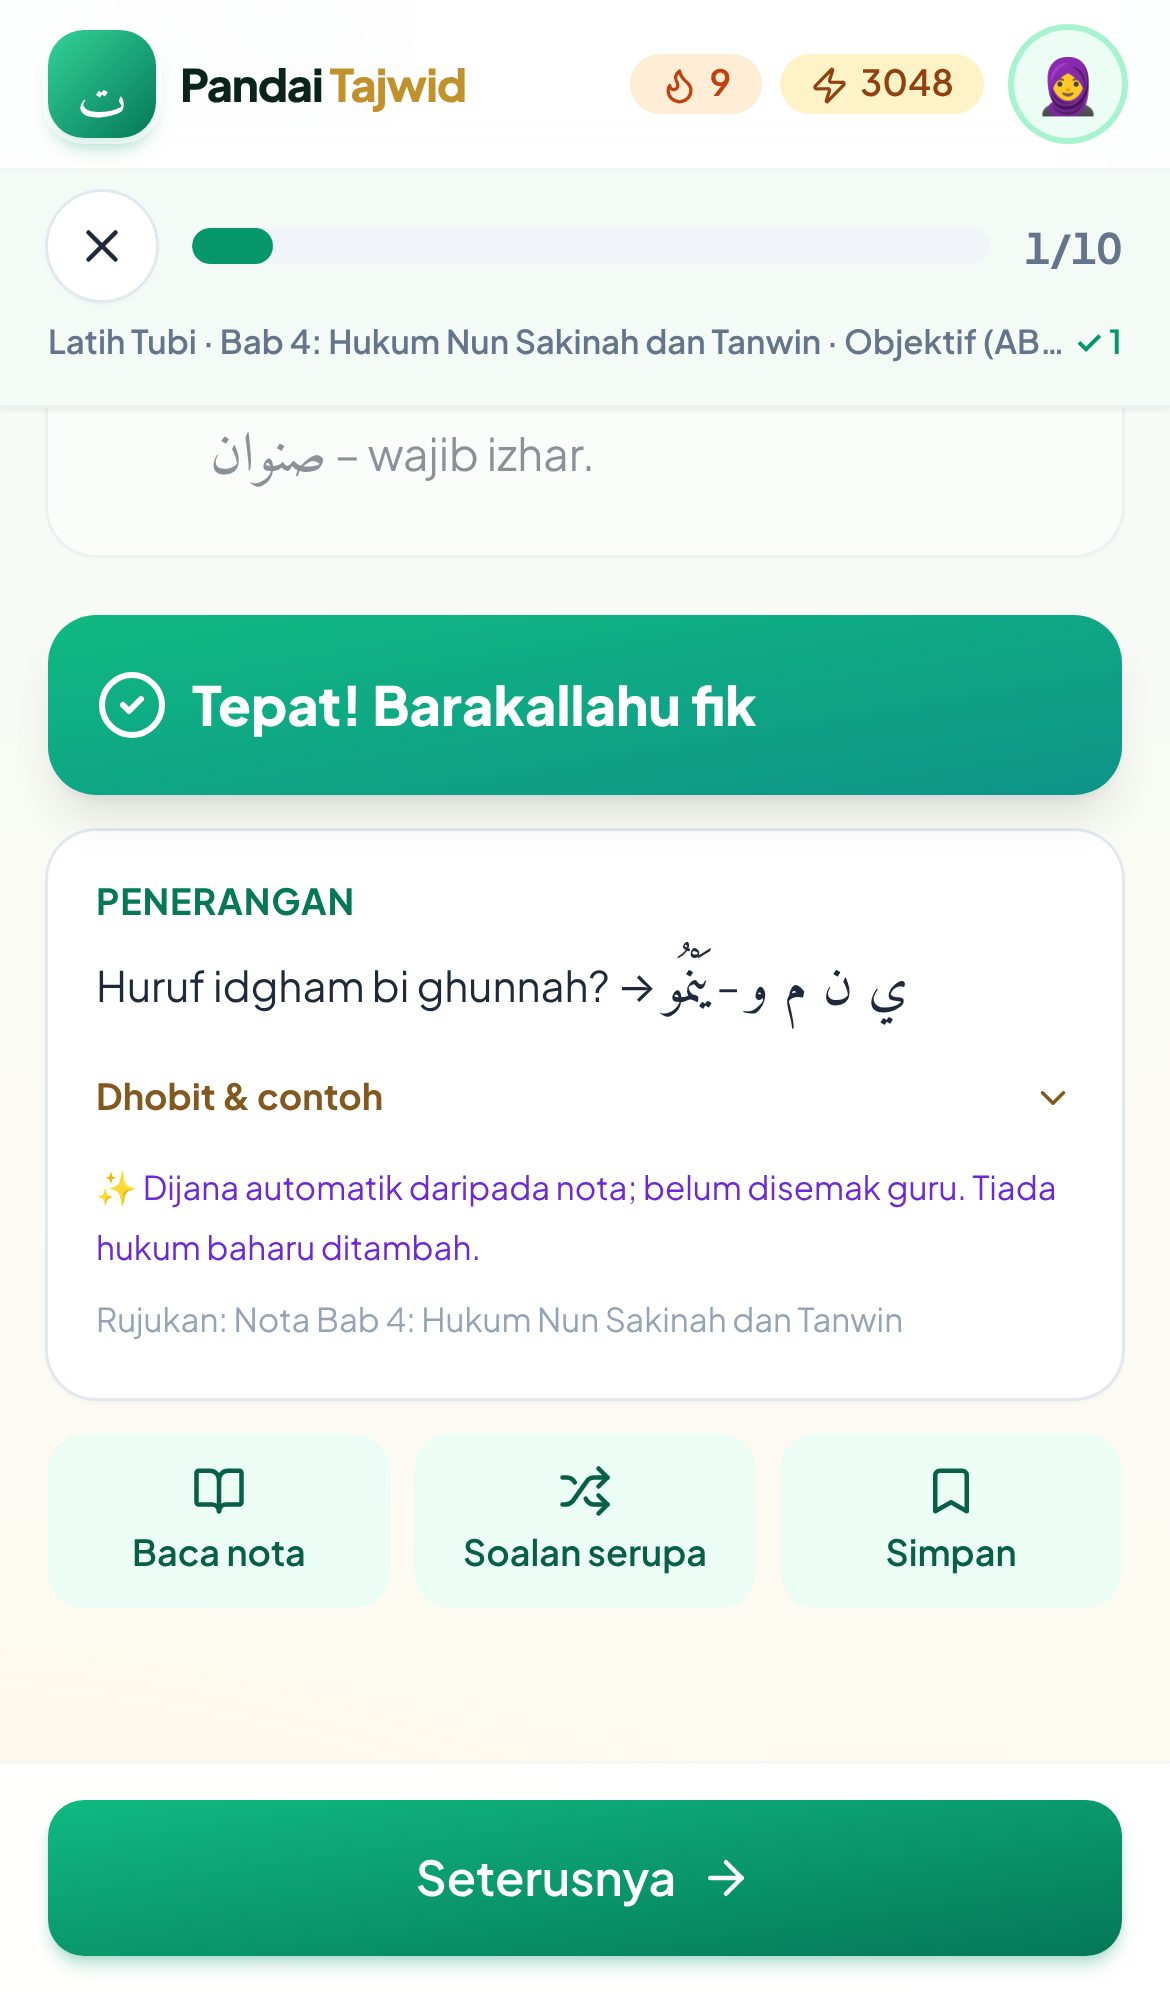 ت
Pandai Tajwid
9
3048
1/10
Latih Tubi · Bab 4: Hukum Nun Sakinah dan Tanwin · Objektif (AB… ✓ 1
صنوان – wajib izhar.
Tepat! Barakallahu fik
PENERANGAN
Huruf idgham bi ghunnah? → ي ن م و –
Dhobit & contoh
✨ Dijana automatik daripada nota; belum disemak guru. Tiada
hukum baharu ditambah.
Rujukan: Nota Bab 4: Hukum Nun Sakinah dan Tanwin
Baca nota
Soalan serupa
Simpan
Seterusnya →